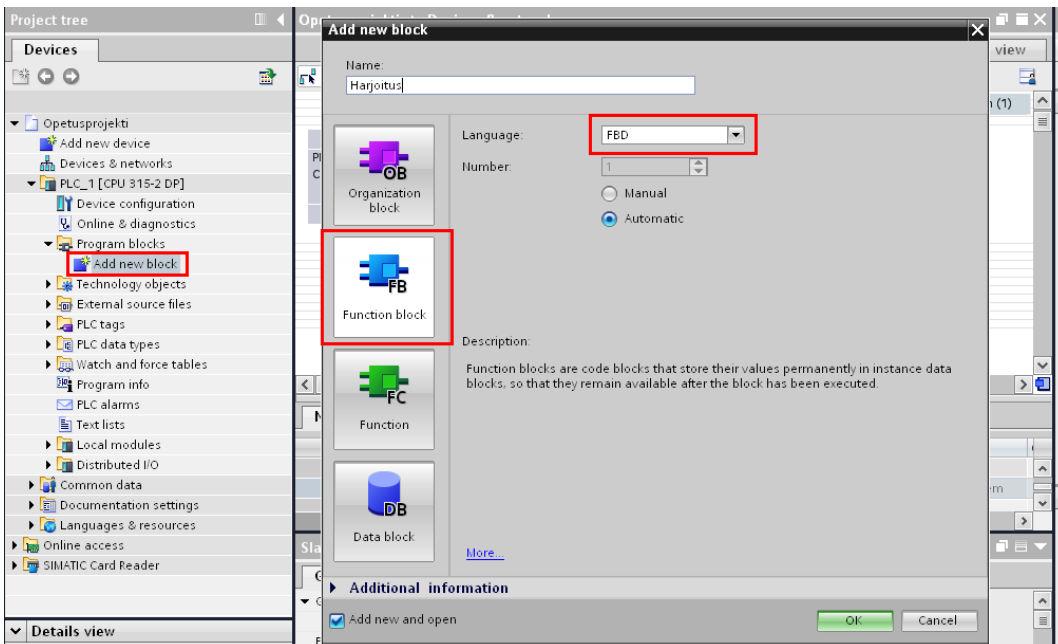 Project tree
Devices
Opetusprojekti
Add new device
Devices & networks
PLC_1 [CPU 315-2 DP]
Device configuration
Online & diagnostics
Program blocks
Add new block
Technology objects
External source files
PLC tags
PLC data types
Watch and force tables
Program info
PLC alarms
Text lists
Local modules
Distributed I/O
Common data
Documentation settings
Languages & resources
Online access
SIMATIC Card Reader
Details view
view
(1)
Add new block
Name:
Harjoitus
OB
Organization
block
FB
Function block
FC
Function
DB
Data block
Language:
FBD
Number:
1
Manual
Automatic
Description:
Function blocks are code blocks that store their values permanently in instance data
blocks, so that they remain available after the block has been executed.
More...
Additional information
Add new and open
OK
Cancel